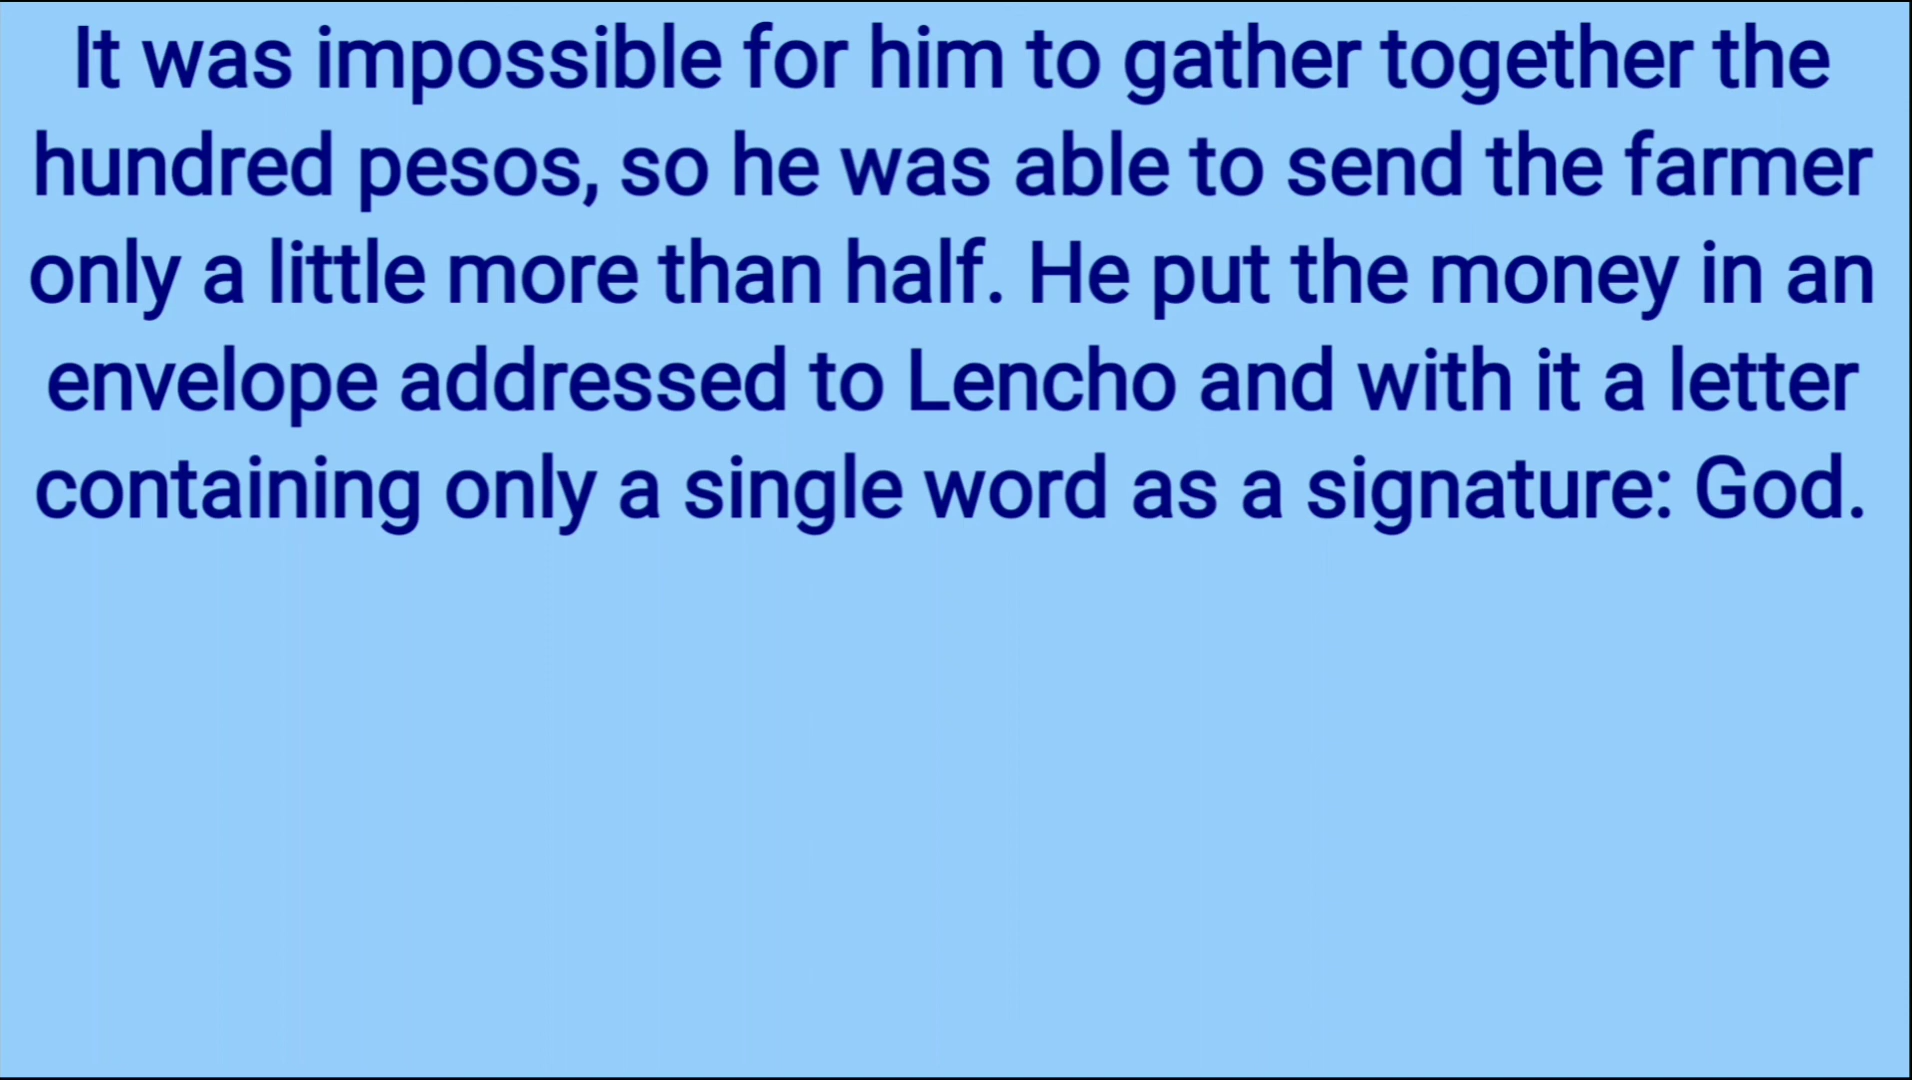 It was impossible for him to gather together the
hundred pesos, so he was able to send the farmer
only a little more than half. He put the money in an
envelope addressed to Lencho and with it a letter
containing only a single word as a signature: God.